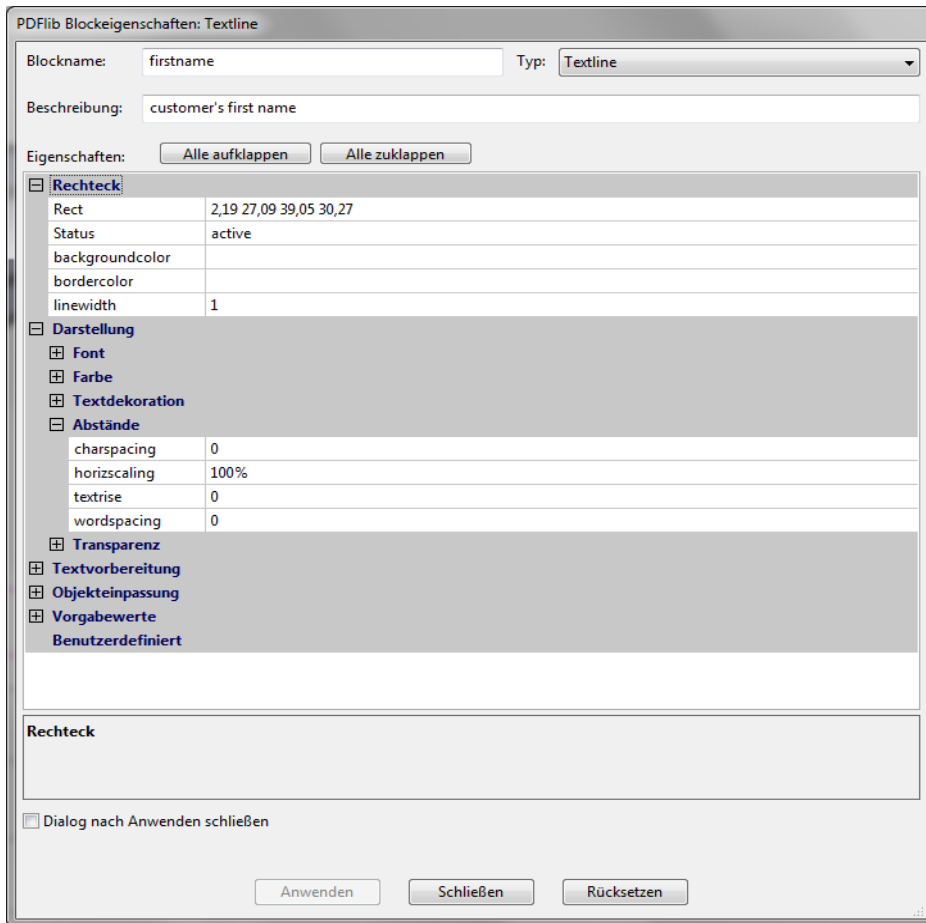 PDFlib Blockeigenschaften: Textline
Blockname: firstname Typ: Textline
Beschreibung: customer's first name
Eigenschaften: Alle aufklappen Alle zuklappen
Rechteck
Rect 2,19 27,09 39,05 30,27
Status active
backgroundcolor
bordercolor
linewidth 1
Darstellung
Font
Farbe
Textdekoration
Abstände
charspacing 0
horizscaling 100%
textrise 0
wordspacing 0
Transparenz
Textvorbereitung
Objekteinpassung
Vorgabewerte
Benutzerdefiniert
Rechteck
Dialog nach Anwenden schließen
Anwenden Schließen Rücksetzen